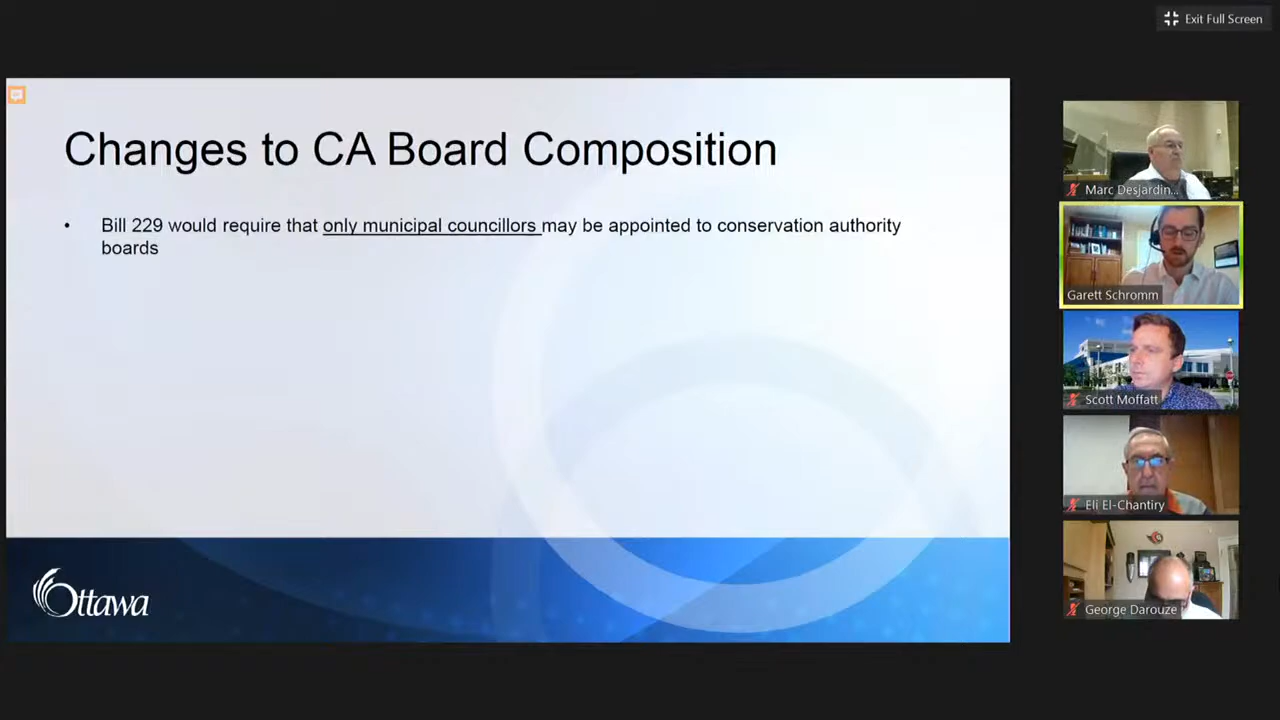 Exit Full Screen
Changes to CA Board Composition
• Bill 229 would require that only municipal councillors may be appointed to conservation authority
boards
Ottawa
Marc Desjardin...
Garett Schromm
Scott Moffatt
Eli El-Chantiry
George Darouze